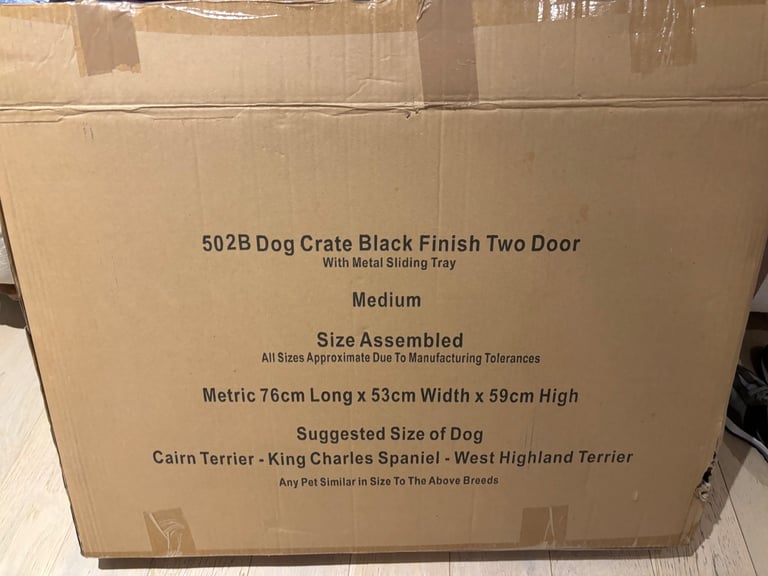 502B Dog Crate Black Finish Two Door
With Metal Sliding Tray
Medium
Size Assembled
All Sizes Approximate Due To Manufacturing Tolerances
Metric 76cm Long x 53cm Width x 59cm High
Suggested Size of Dog
Cairn Terrier - King Charles Spaniel - West Highland Terrier
Any Pet Similar in Size To The Above Breeds